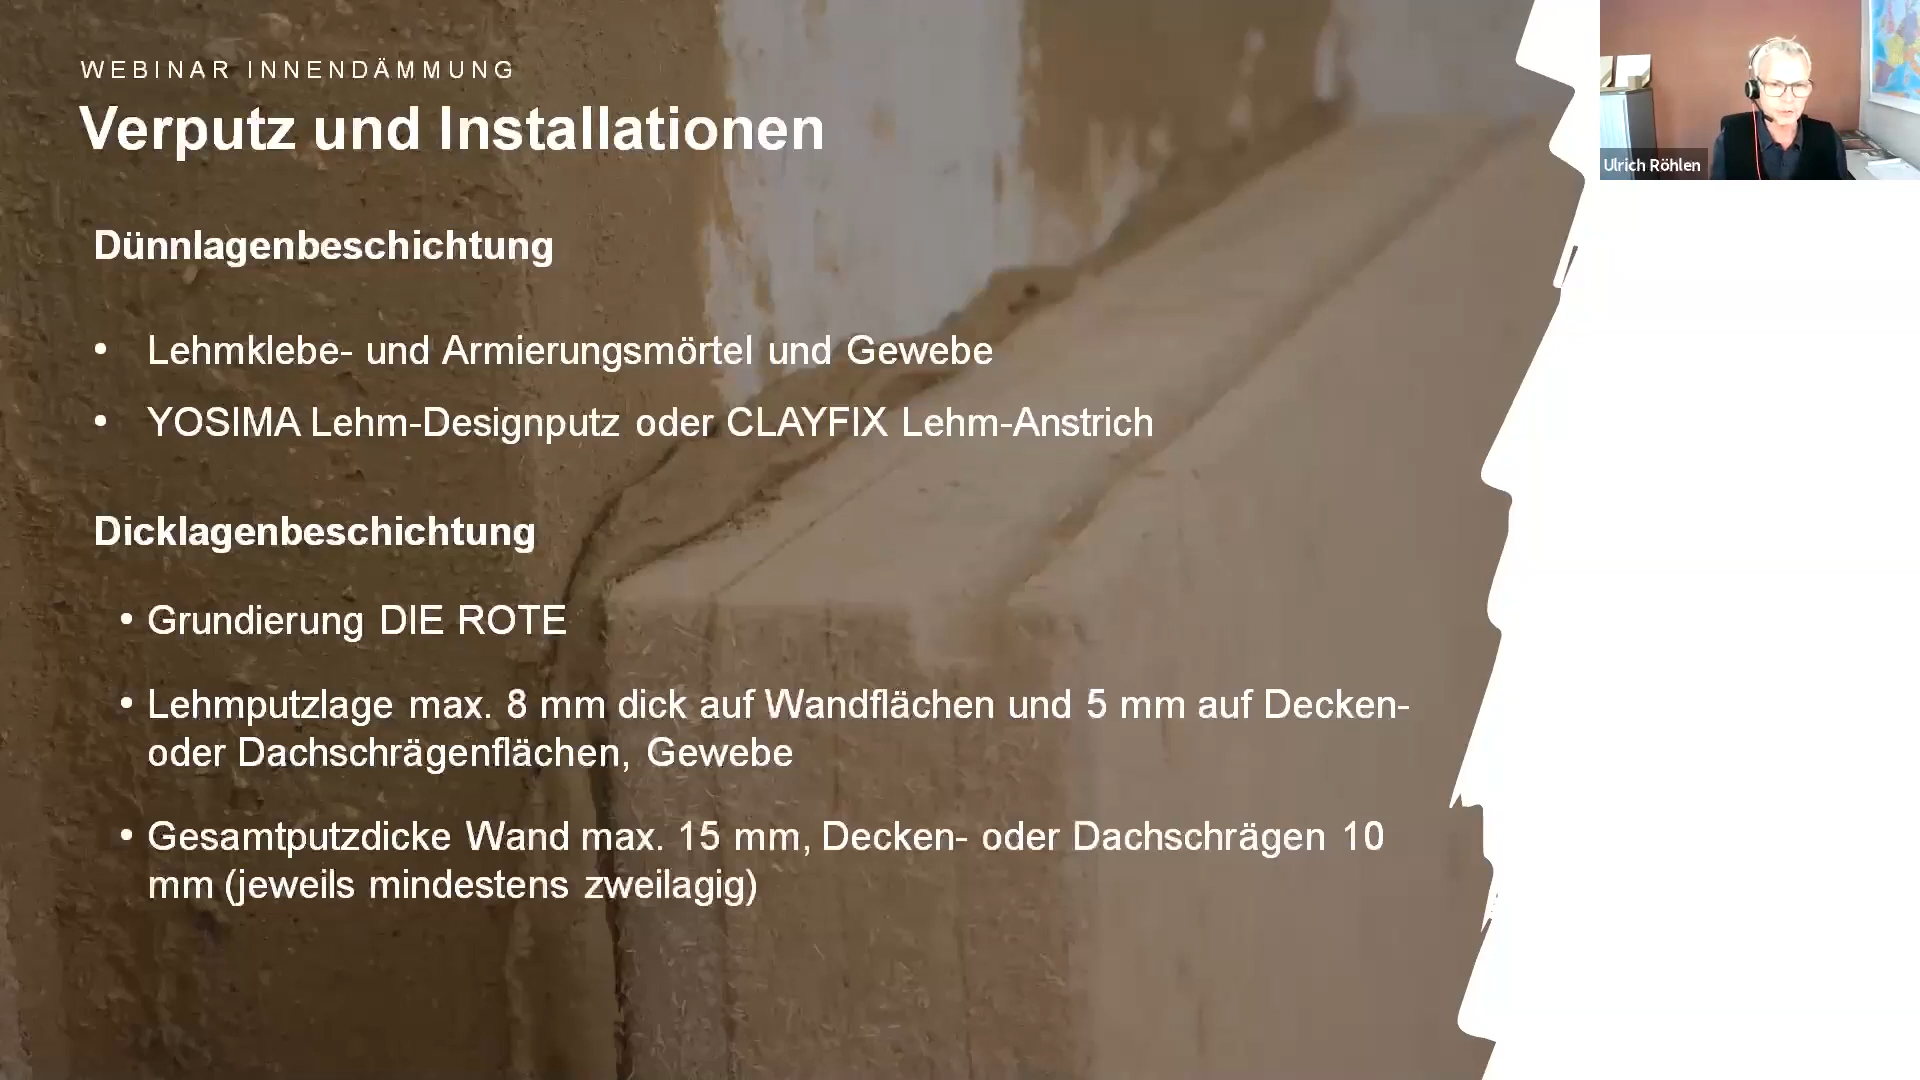 WEBINAR INNENDÄMMUNG
Verputz und Installationen
Ulrich Röhlen
Dünnlagenbeschichtung
• Lehmklebe- und Armierungsmörtel und Gewebe
• YOSIMA Lehm-Designputz oder CLAYFIX Lehm-Anstrich
Dicklagenbeschichtung
• Grundierung DIE ROTE
• Lehmputzlage max. 8 mm dick auf Wandflächen und 5 mm auf Decken-
oder Dachschrägenflächen, Gewebe
• Gesamtputzdicke Wand max. 15 mm, Decken- oder Dachschrägen 10
mm (jeweils mindestens zweilagig)